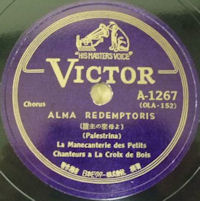 "HIS MASTER'S VOICE"
VICTOR
A-1267
(OLA-152)
Chorus
ALMA REDEMPTORIS
(Palestrina)
La Manecanterie des Petits
Chanteurs a La Croix de Bois